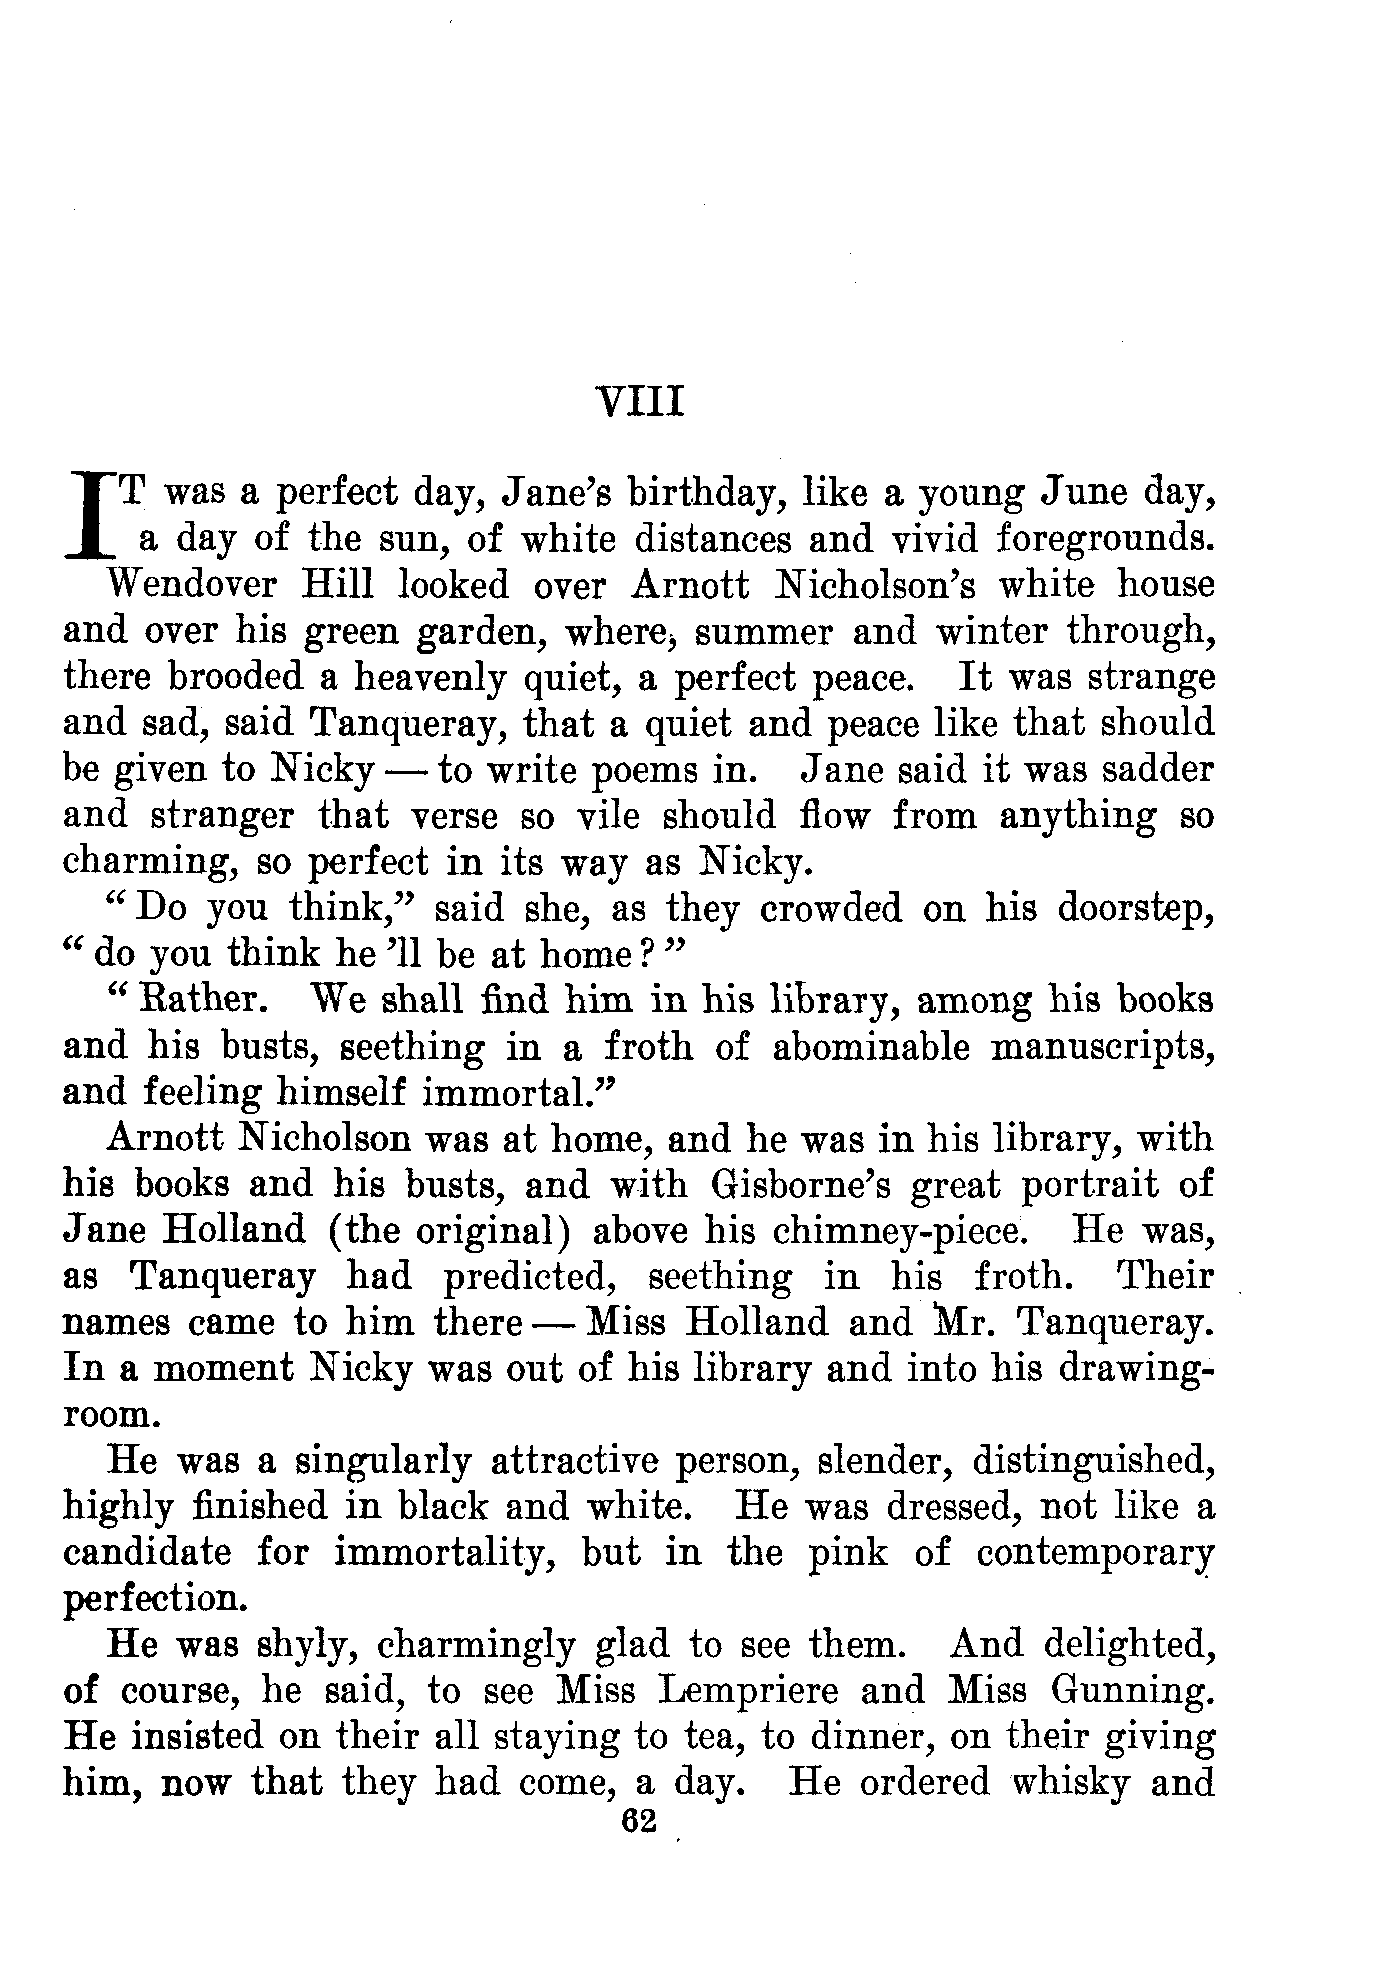 VIII
IT was a perfect day, Jane's birthday, like a young June day,
a day of the sun, of white distances and vivid foregrounds.
Wendover Hill looked over Arnott Nicholson's white house
and over his green garden, where, summer and winter through,
there brooded a heavenly quiet, a perfect peace. It was strange
and sad, said Tanqueray, that a quiet and peace like that should
be given to Nicky — to write poems in. Jane said it was sadder
and stranger that verse so vile should flow from anything so
charming, so perfect in its way as Nicky.
“Do you think,” said she, as they crowded on his doorstep,
“do you think he 'll be at home?”
“Rather. We shall find him in his library, among his books
and his busts, seething in a froth of abominable manuscripts,
and feeling himself immortal.”
Arnott Nicholson was at home, and he was in his library, with
his books and his busts, and with Gisborne's great portrait of
Jane Holland (the original) above his chimney-piece. He was,
as Tanqueray had predicted, seething in his froth. Their
names came to him there — Miss Holland and Mr. Tanqueray.
In a moment Nicky was out of his library and into his drawing-
room.
He was a singularly attractive person, slender, distinguished,
highly finished in black and white. He was dressed, not like a
candidate for immortality, but in the pink of contemporary
perfection.
He was shyly, charmingly glad to see them. And delighted,
of course, he said, to see Miss Lempriere and Miss Gunning.
He insisted on their all staying to tea, to dinner, on their giving
him, now that they had come, a day. He ordered whisky and
62